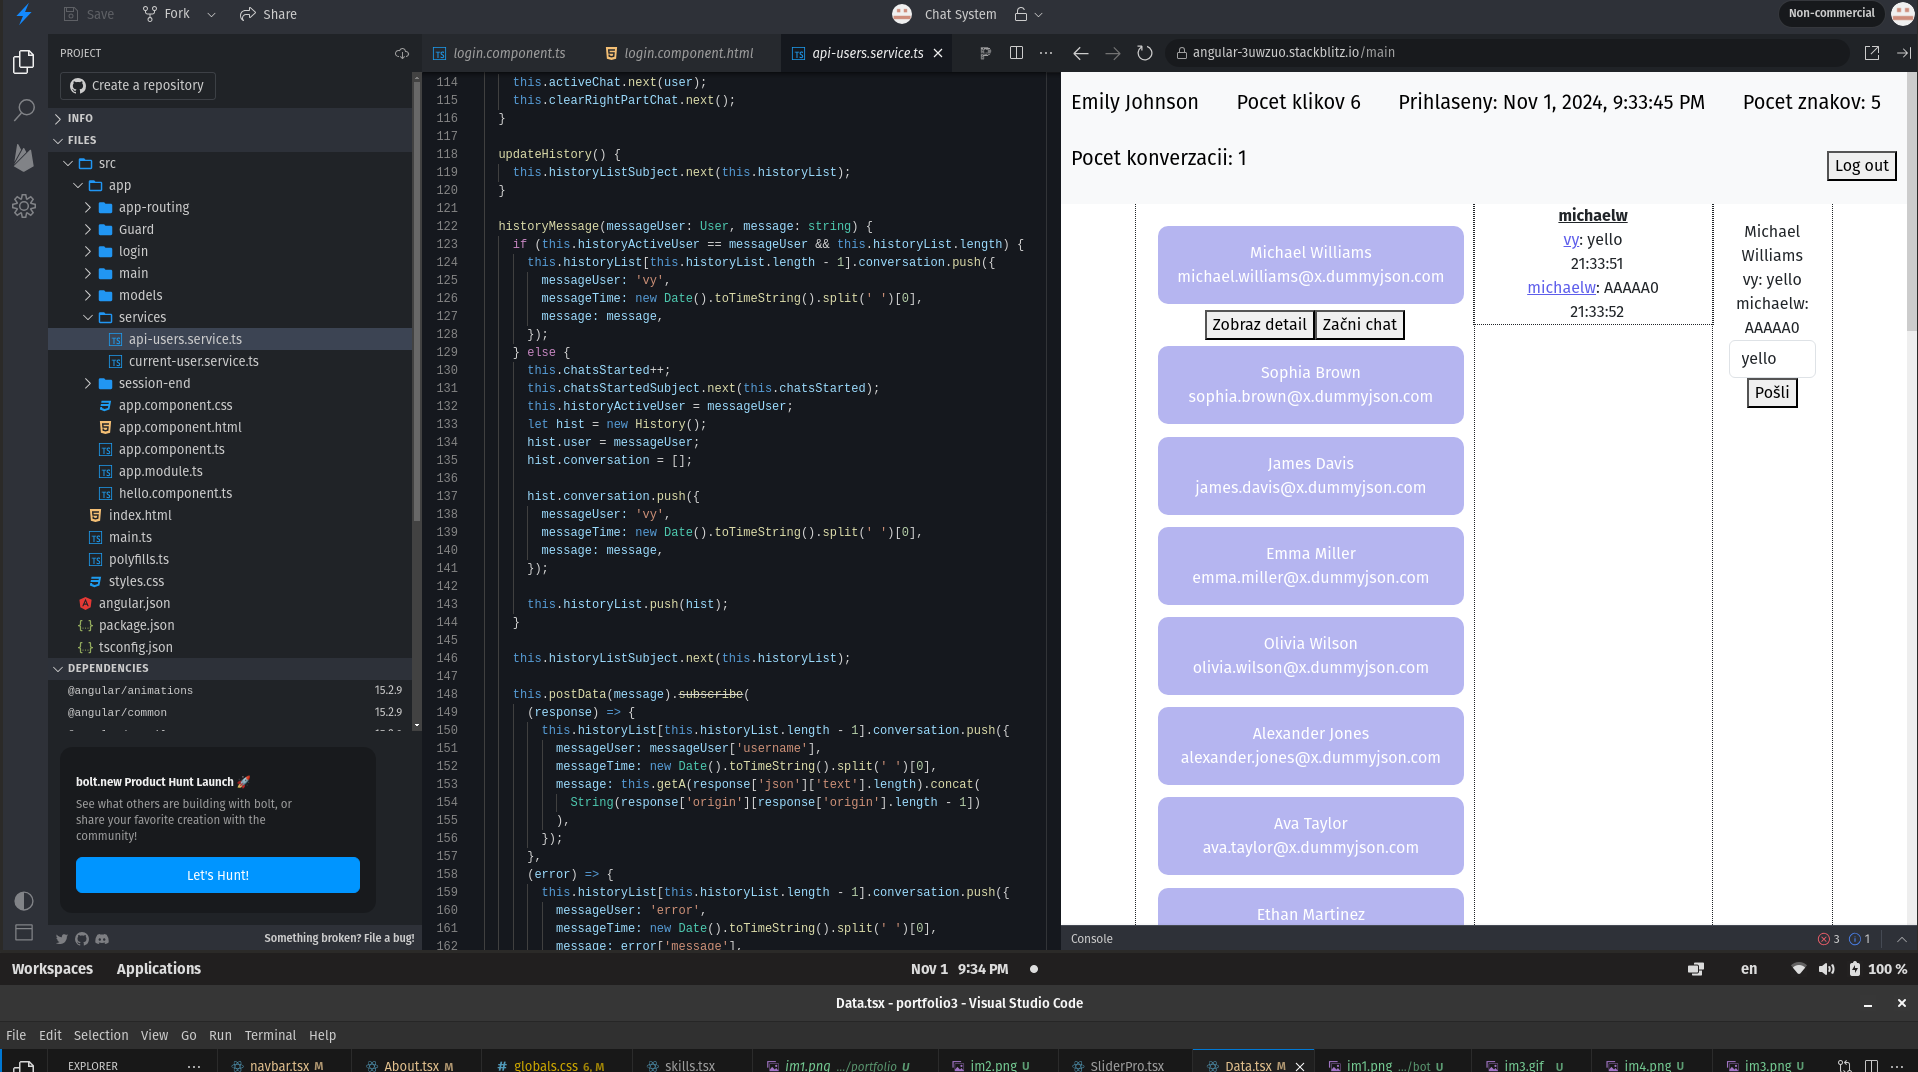 Save
Fork
Share
Chat System
Non-commercial
PROJECT
Create a repository
INFO
FILES
src
app
app-routing
Guard
login
main
models
services
api-users.service.ts
current-user.service.ts
session-end
app.component.css
app.component.html
app.component.ts
app.module.ts
hello.component.ts
index.html
main.ts
polyfills.ts
styles.css
angular.json
package.json
tsconfig.json
DEPENDENCIES
@angular/animations 15.2.9
@angular/common 15.2.9
bolt.new Product Hunt Launch 🚀
See what others are building with bolt, or
share your favorite creation with the
community!
Let's Hunt!
Something broken? File a bug!
login.component.ts
login.component.html
api-users.service.ts
114 this.activeChat.next(user);
115 this.clearRightPartChat.next();
116 }
117
118 updateHistory() {
119 this.historyListSubject.next(this.historyList);
120 }
121
122 historyMessage(messageUser: User, message: string) {
123 if (this.historyActiveUser == messageUser && this.historyList.length) {
124 this.historyList[this.historyList.length - 1].conversation.push({
125 messageUser: 'vy',
126 messageTime: new Date().toTimeString().split(' ')[0],
127 message: message,
128 });
129 } else {
130 this.chatsStarted++;
131 this.chatsStartedSubject.next(this.chatsStarted);
132 this.historyActiveUser = messageUser;
133 let hist = new History();
134 hist.user = messageUser;
135 hist.conversation = [];
136
137 hist.conversation.push({
138 messageUser: 'vy',
139 messageTime: new Date().toTimeString().split(' ')[0],
140 message: message,
141 });
142
143 this.historyList.push(hist);
144 }
145
146 this.historyListSubject.next(this.historyList);
147
148 this.postData(message).subscribe(
149 (response) => {
150 this.historyList[this.historyList.length - 1].conversation.push({
151 messageUser: messageUser['username'],
152 messageTime: new Date().toTimeString().split(' ')[0],
153 message: this.getA(response['json']['text'].length).concat(
154 String(response['origin'][response['origin'].length - 1])
155 ),
156 });
157 },
158 (error) => {
159 this.historyList[this.historyList.length - 1].conversation.push({
160 messageUser: 'error',
161 messageTime: new Date().toTimeString().split(' ')[0],
162 message: error['message'],
angular-3uwzuo.stackblitz.io/main
Emily Johnson Pocet klikov 6 Prihlaseny: Nov 1, 2024, 9:33:45 PM Pocet znakov: 5
Pocet konverzacii: 1
Log out
Michael Williams
michael.williams@x.dummyjson.com
Zobraz detail Začni chat
Sophia Brown
sophia.brown@x.dummyjson.com
James Davis
james.davis@x.dummyjson.com
Emma Miller
emma.miller@x.dummyjson.com
Olivia Wilson
olivia.wilson@x.dummyjson.com
Alexander Jones
alexander.jones@x.dummyjson.com
Ava Taylor
ava.taylor@x.dummyjson.com
Ethan Martinez
michaelw
vy: yello
21:33:51
michaelw: AAAAA0
21:33:52
Michael
Williams
vy: yello
michaelw:
AAAAA0
yello
Pošli
Console 3 1
Workspaces Applications Nov 1 9:34 PM en 100 %
Data.tsx - portfolio3 - Visual Studio Code
File Edit Selection View Go Run Terminal Help
EXPLORER ... navbar.tsx M About.tsx M globals.css 6, M skills.tsx im1.png .../portfolio U im2.png U SliderPro.tsx Data.tsx M im1.png .../bot U im3.gif U im4.png U im3.png U